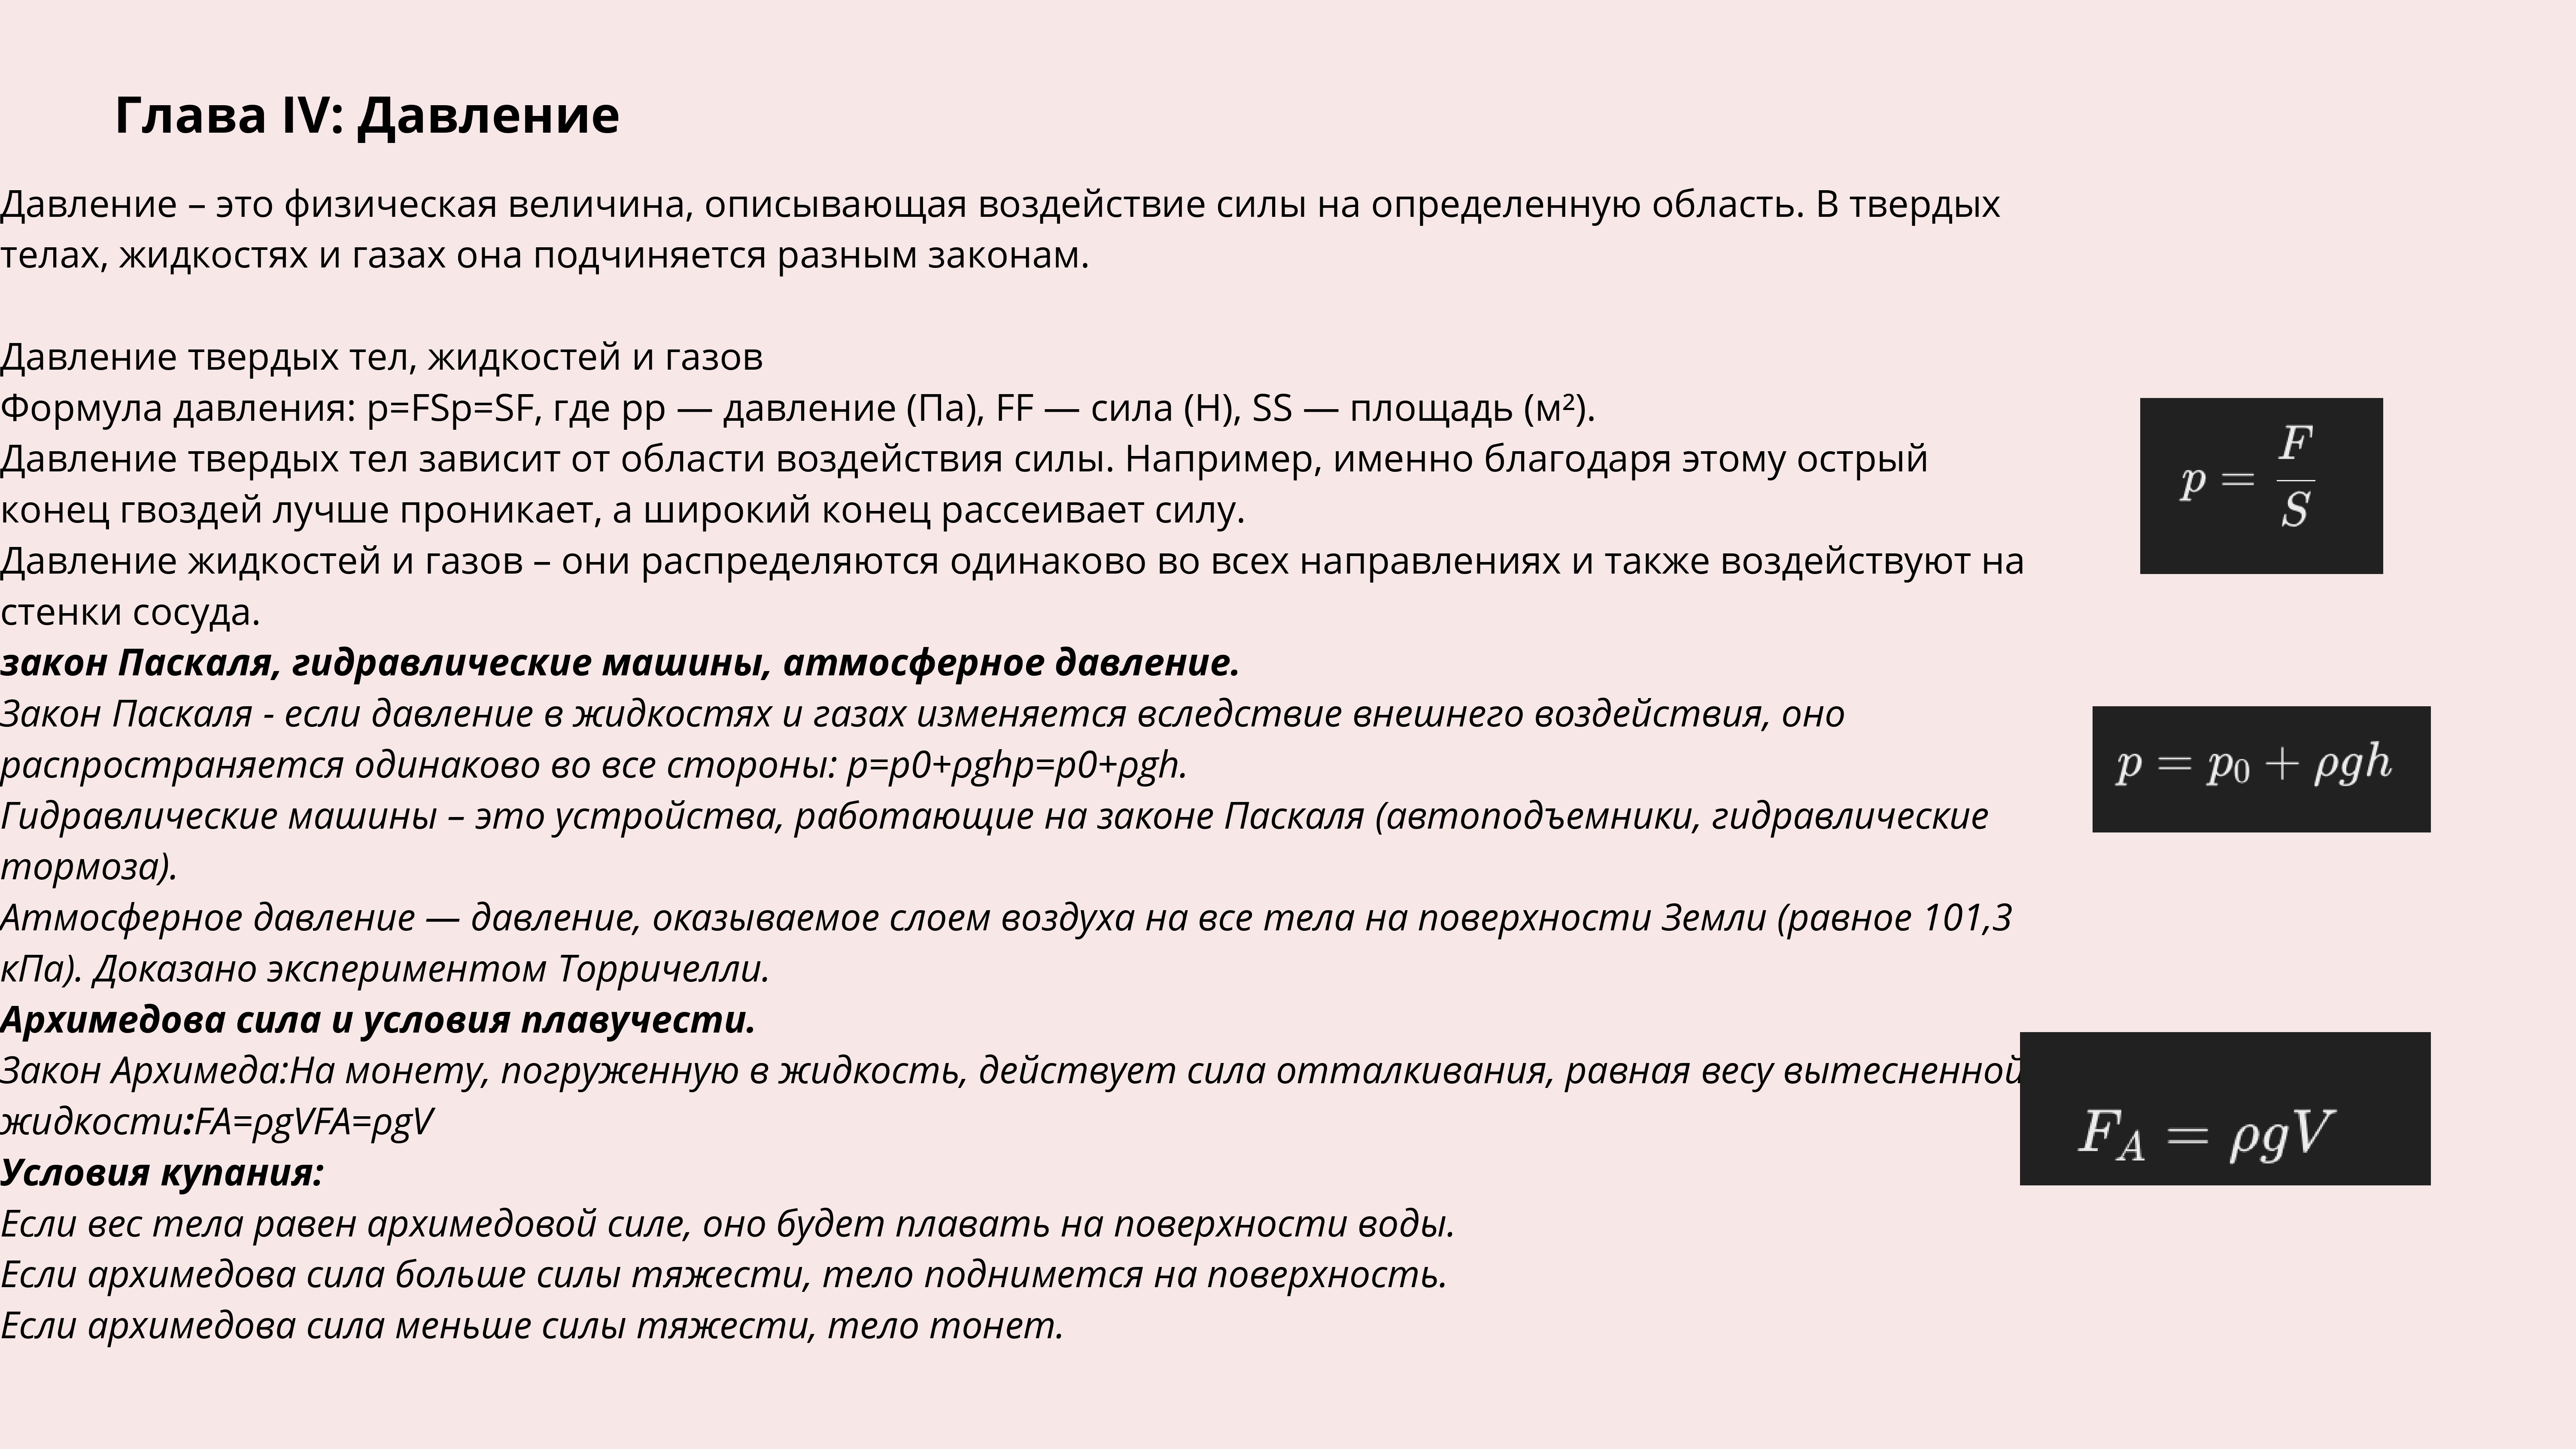 Глава IV: Давление
Давление – это физическая величина, описывающая воздействие силы на определенную область. В твердых
телах, жидкостях и газах она подчиняется разным законам.
Давление твердых тел, жидкостей и газов
Формула давления: p=FSp=SF, где pp — давление (Па), FF — сила (Н), SS — площадь (м²).
Давление твердых тел зависит от области воздействия силы. Например, именно благодаря этому острый
конец гвоздей лучше проникает, а широкий конец рассеивает силу.
Давление жидкостей и газов – они распределяются одинаково во всех направлениях и также воздействуют на
стенки сосуда.
закон Паскаля, гидравлические машины, атмосферное давление.
Закон Паскаля - если давление в жидкостях и газах изменяется вследствие внешнего воздействия, оно
распространяется одинаково во все стороны: p=p0+ρghp=p0+ρgh.
Гидравлические машины – это устройства, работающие на законе Паскаля (автоподъемники, гидравлические
тормоза).
Атмосферное давление — давление, оказываемое слоем воздуха на все тела на поверхности Земли (равное 101,3
кПа). Доказано экспериментом Торричелли.
Архимедова сила и условия плавучести.
Закон Архимеда:На монету, погруженную в жидкость, действует сила отталкивания, равная весу вытесненной
жидкости:FA=ρgVFA=ρgV
Условия купания:
Если вес тела равен архимедовой силе, оно будет плавать на поверхности воды.
Если архимедова сила больше силы тяжести, тело поднимется на поверхность.
Если архимедова сила меньше силы тяжести, тело тонет.
p = F/S
p = p₀ + ρgh
F_A = ρgV